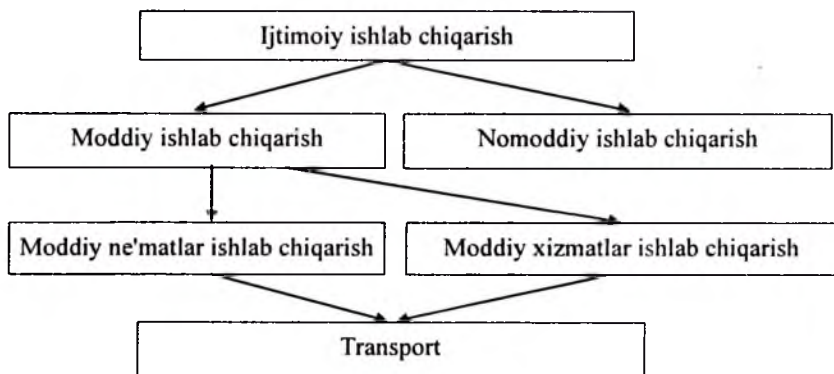 Ijtimoiy ishlab chiqarish
Moddiy ishlab chiqarish
Nomoddiy ishlab chiqarish
Moddiy ne'matlar ishlab chiqarish
Moddiy xizmatlar ishlab chiqarish
Transport